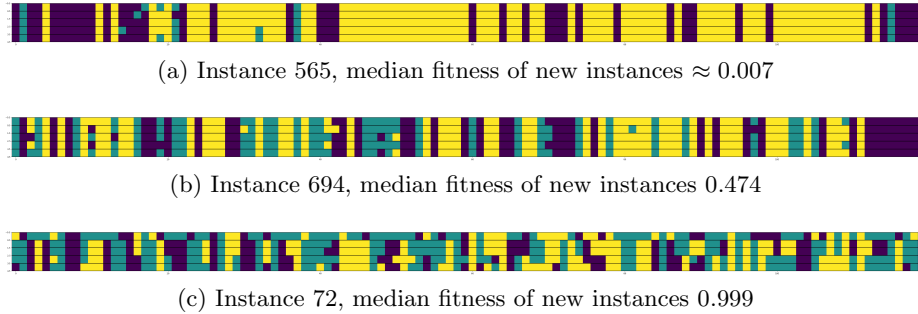 (a) Instance 565, median fitness of new instances ≈ 0.007
(b) Instance 694, median fitness of new instances 0.474
(c) Instance 72, median fitness of new instances 0.999